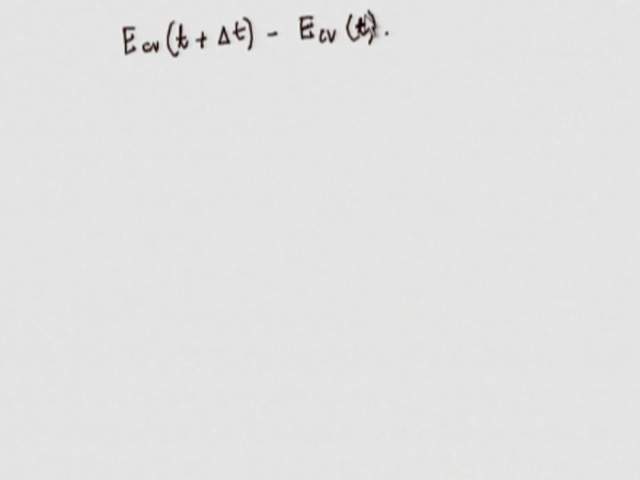 E_cv (t + Δt) - E_cv (t).